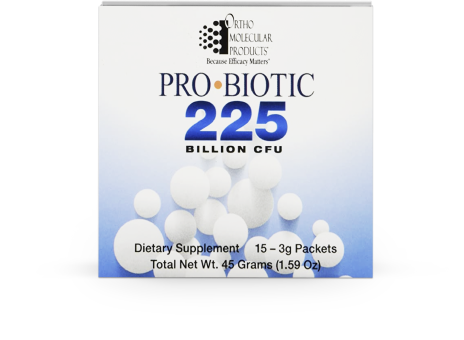 ORTHO
MOLECULAR
PRODUCTS
Because Efficacy Matters™
PRO•BIOTIC
225
BILLION CFU
Dietary Supplement 15 – 3g Packets
Total Net Wt. 45 Grams (1.59 Oz)